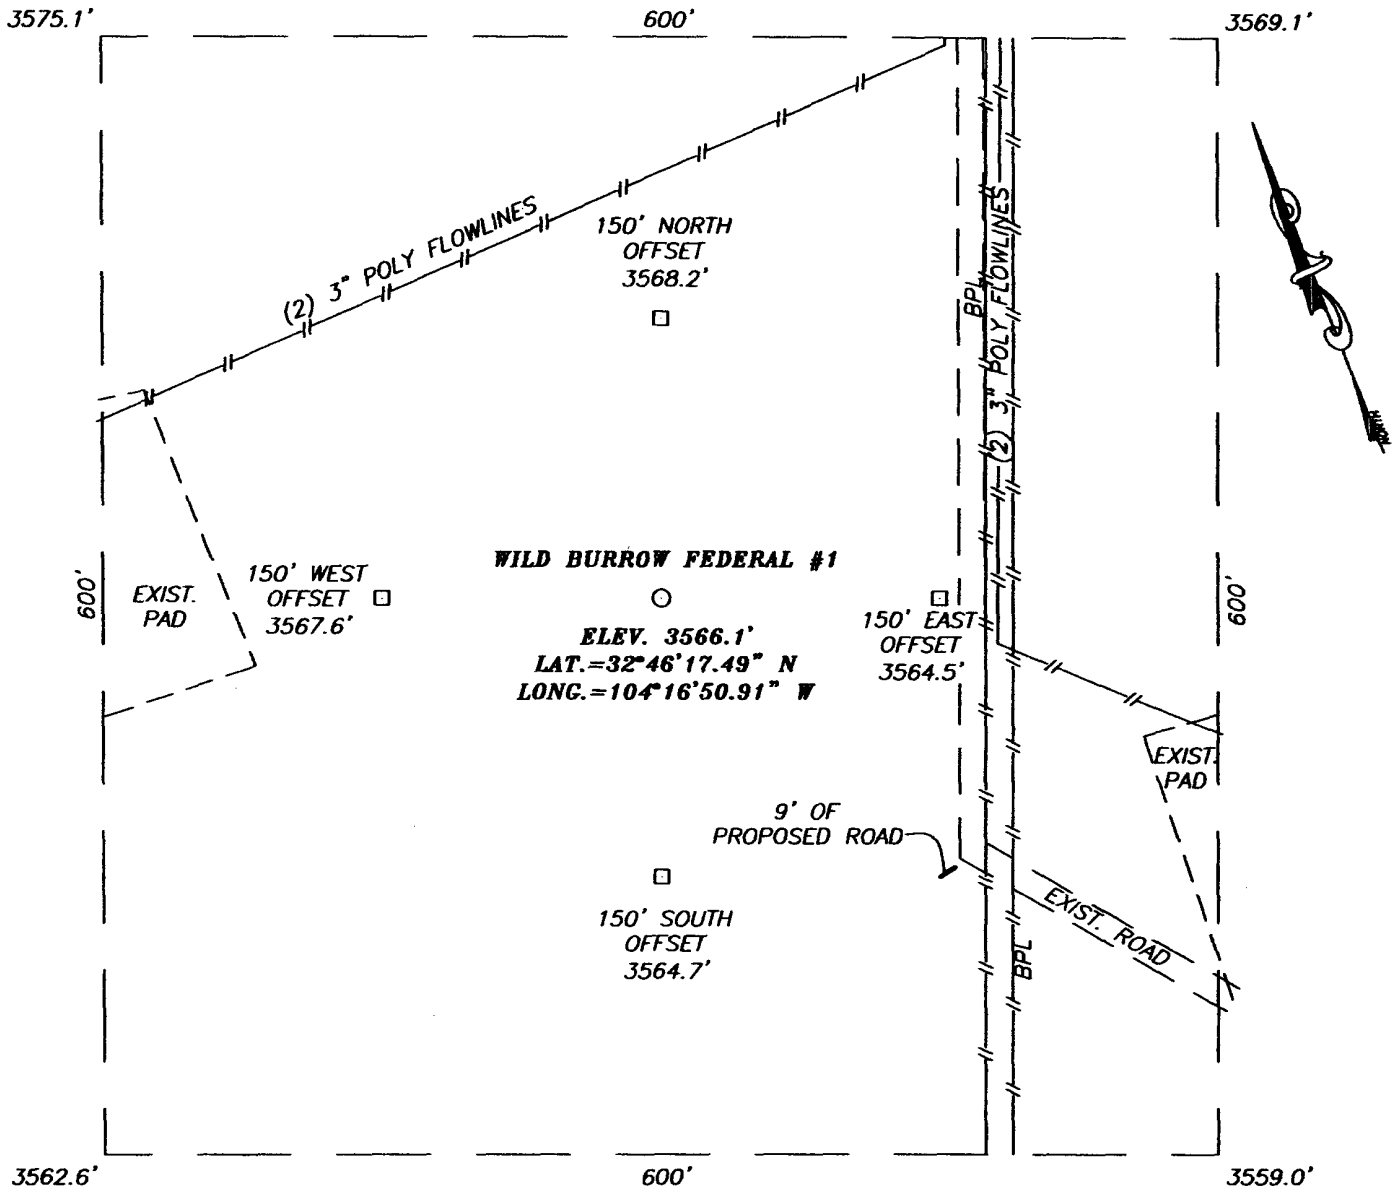 3575.1'
600'
3569.1'
(2) 3" POLY FLOWLINES
150' NORTH
OFFSET
3568.2'
BPL
(2) 3" POLY FLOWLINES
600'
EXIST.
PAD
150' WEST
OFFSET
3567.6'
WILD BURROW FEDERAL #1
ELEV. 3566.1'
LAT.=32°46'17.49" N
LONG.=104°16'50.91" W
150' EAST
OFFSET
3564.5'
600'
EXIST.
PAD
9' OF
PROPOSED ROAD
EXIST. ROAD
150' SOUTH
OFFSET
3564.7'
BPL
3562.6'
600'
3559.0'